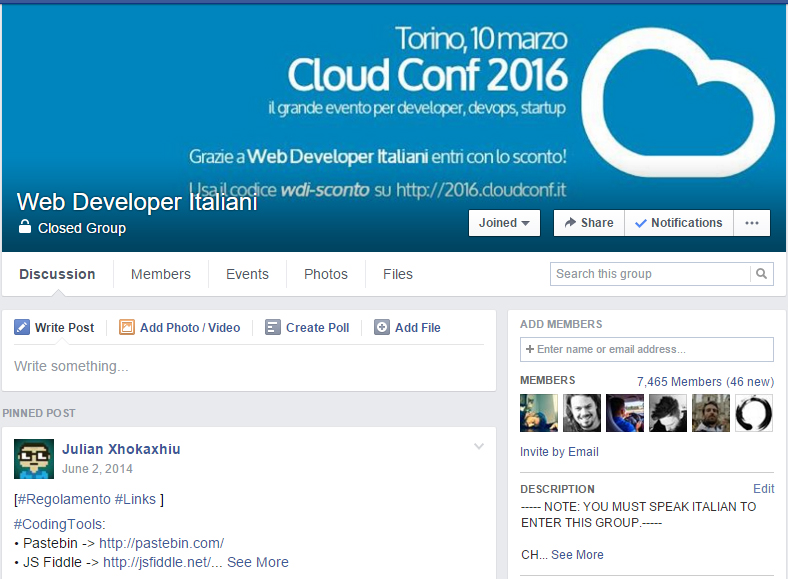 Torino, 10 marzo
Cloud Conf 2016
il grande evento per developer, devops, startup
Grazie a Web Developer Italiani entri con lo sconto!
Usa il codice wdi-sconto su http://2016.cloudconf.it
Web Developer Italiani
Closed Group
Joined
Share
Notifications
Discussion
Members
Events
Photos
Files
Search this group
Write Post
Add Photo / Video
Create Poll
Add File
Write something...
PINNED POST
Julian Xhokaxhiu
June 2, 2014
[#Regolamento #Links ]
#CodingTools:
• Pastebin -> http://pastebin.com/
• JS Fiddle -> http://jsfiddle.net/... See More
ADD MEMBERS
+ Enter name or email address...
MEMBERS
7,465 Members (46 new)
Invite by Email
DESCRIPTION
Edit
----- NOTE: YOU MUST SPEAK ITALIAN TO
ENTER THIS GROUP.-----
CH... See More